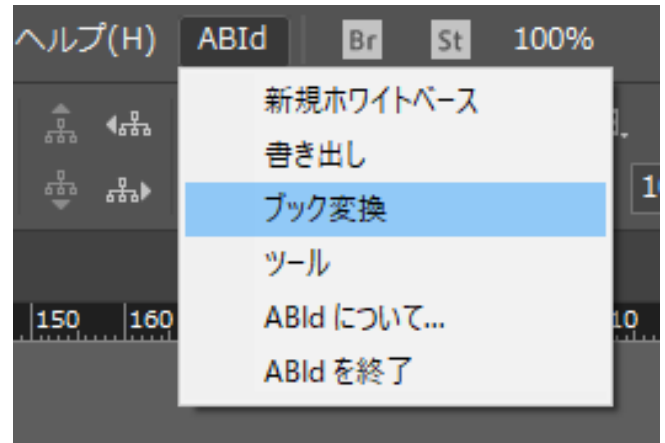 ヘルプ(H) ABId Br St 100%
新規ホワイトベース
書き出し
ブック変換
ツール
ABId について...
ABId を終了
150 160